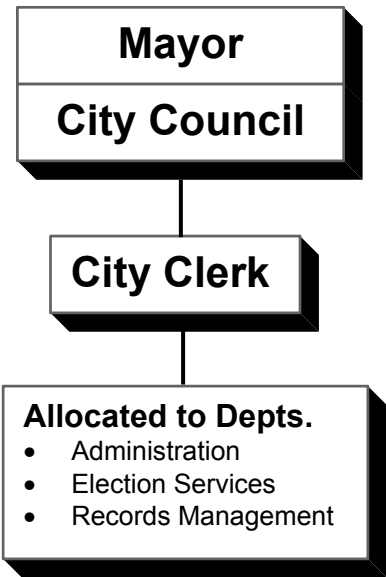 Mayor
City Council
City Clerk
Allocated to Depts.
• Administration
• Election Services
• Records Management